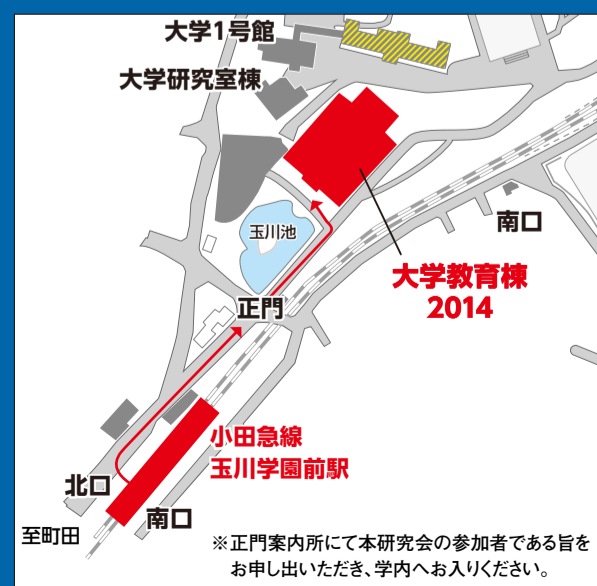 大学1号館
大学研究室棟
玉川池
南口
大学教育棟
2014
正門
小田急線
玉川学園前駅
北口
南口
至町田
※正門案内所にて本研究会の参加者である旨を
お申し出いただき、学内へお入りください。